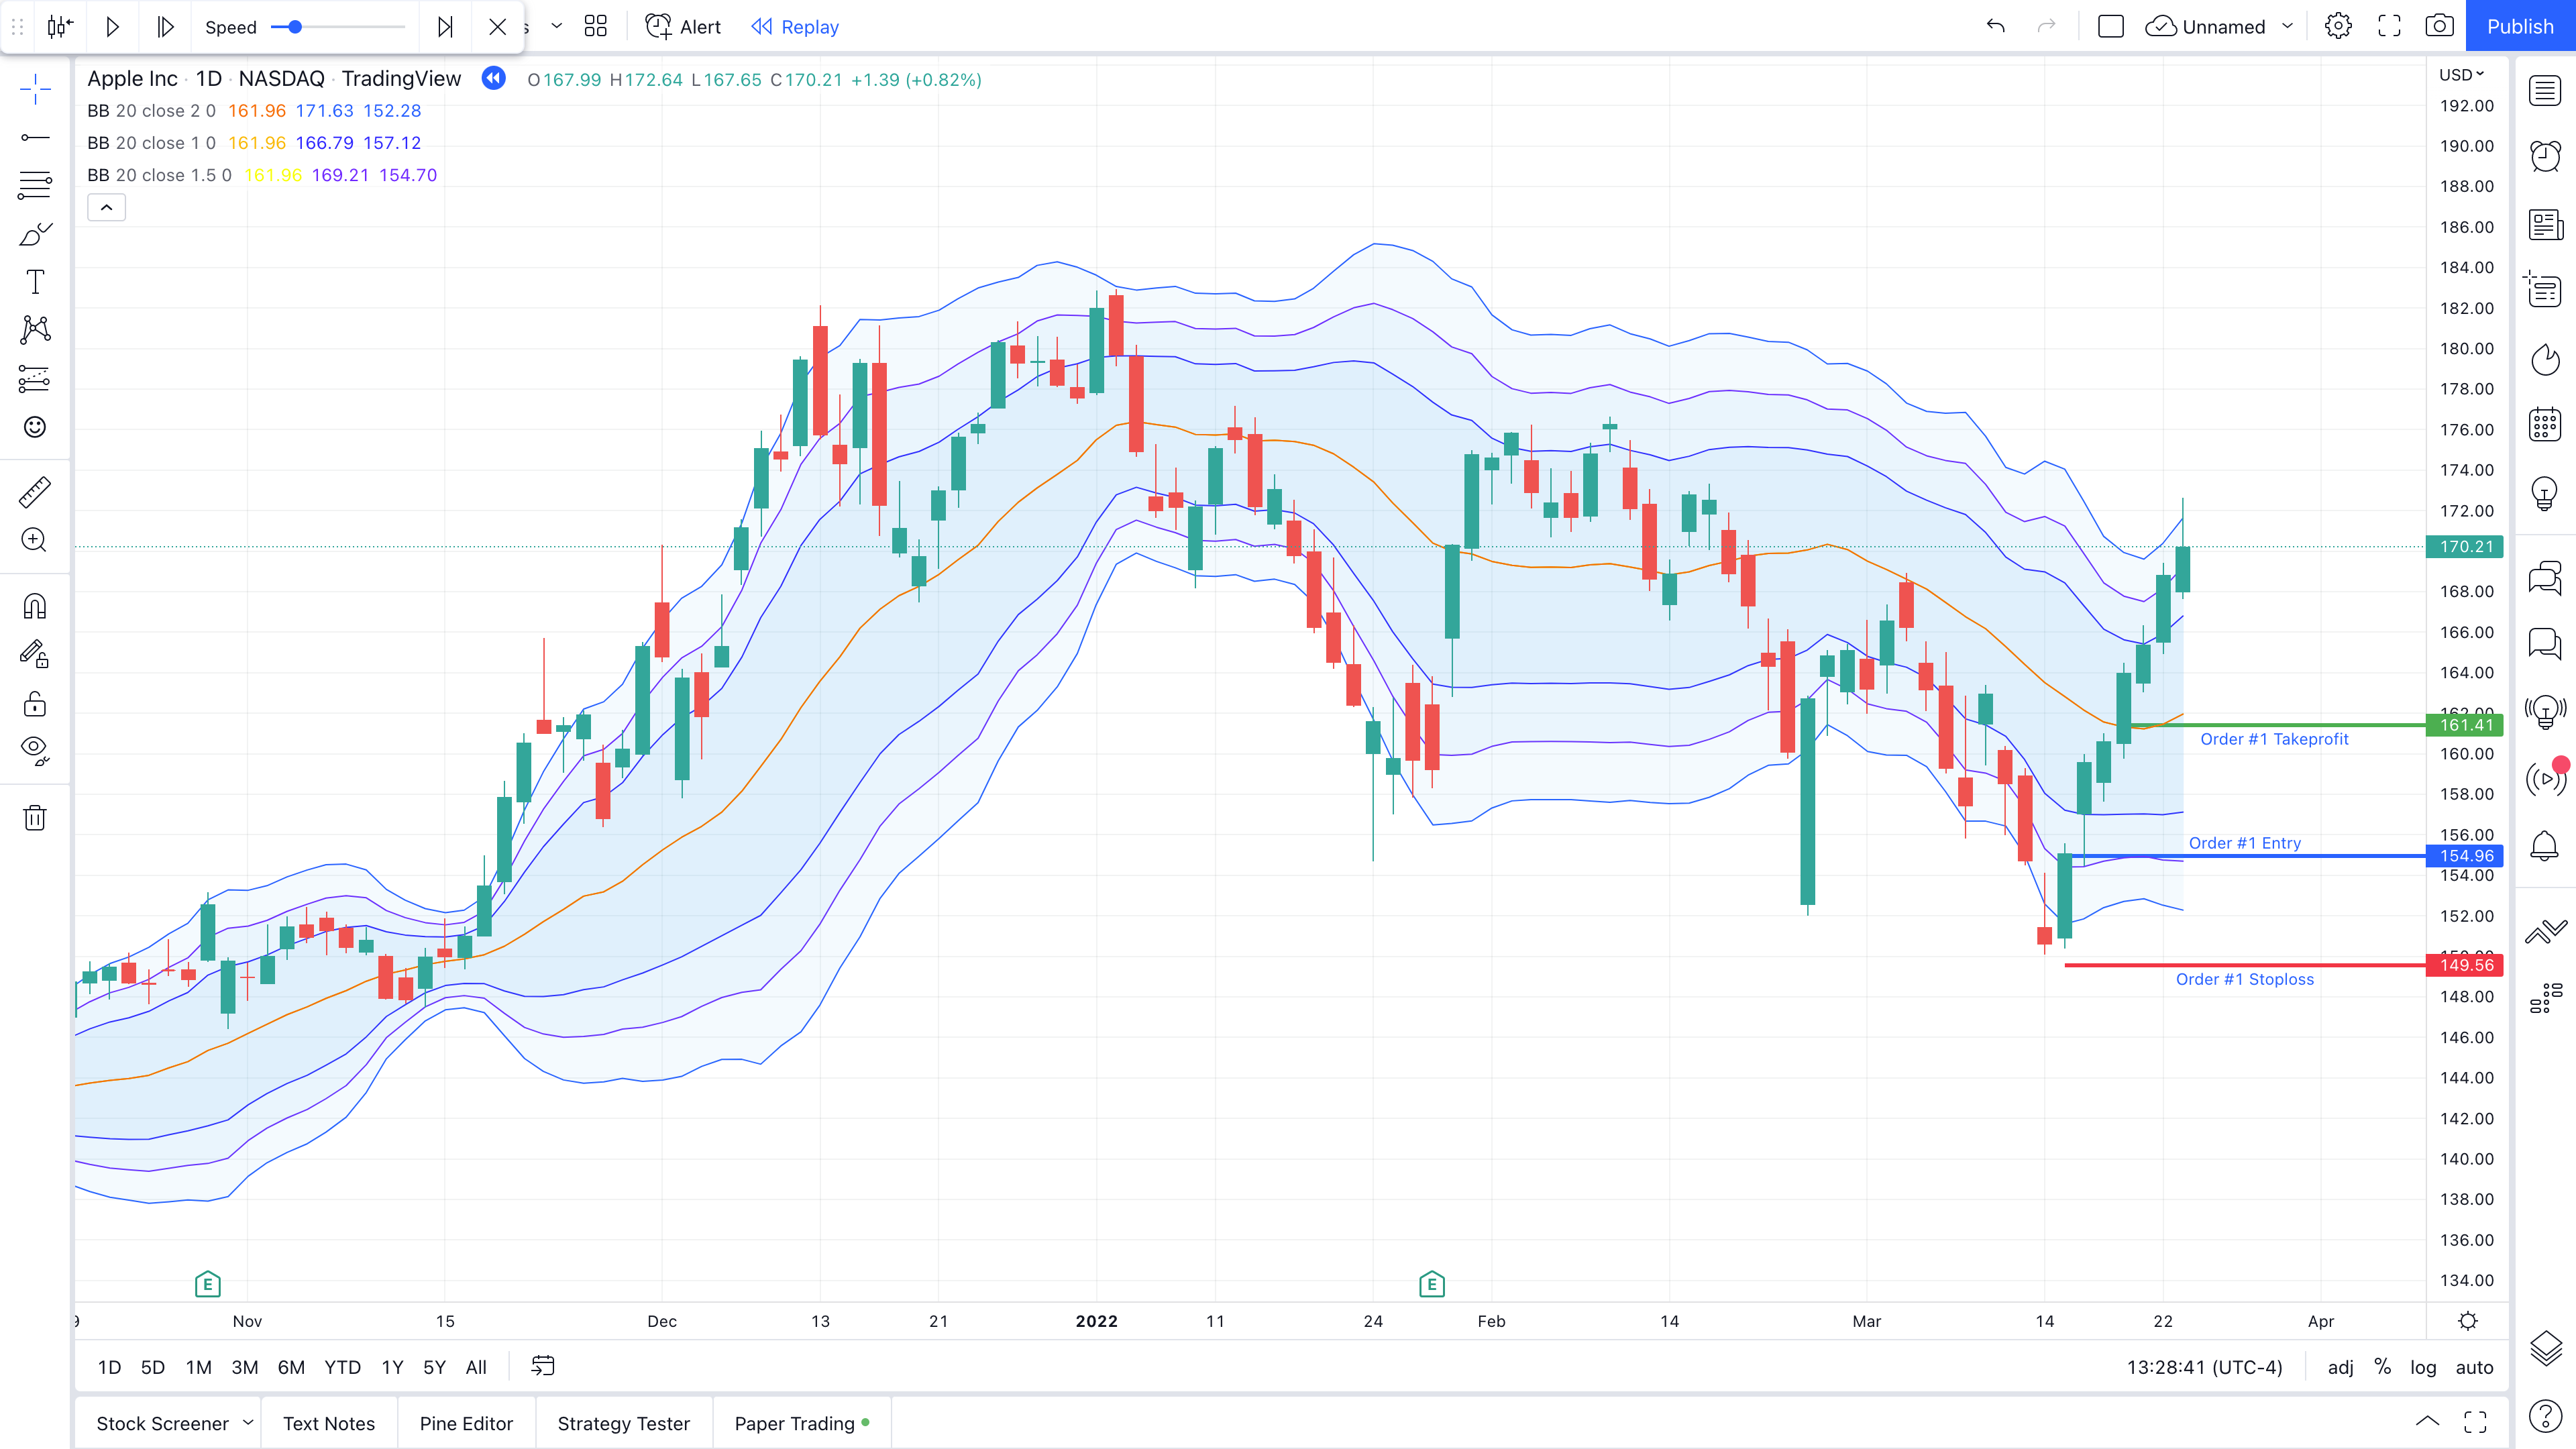 Speed
s
Alert
Replay
Unnamed
Publish
Apple Inc · 1D · NASDAQ · TradingView O167.99 H172.64 L167.65 C170.21 +1.39 (+0.82%)
BB 20 close 2 0 161.96 171.63 152.28
BB 20 close 1 0 161.96 166.79 157.12
BB 20 close 1.5 0 161.96 169.21 154.70
USD
192.00
190.00
188.00
186.00
184.00
182.00
180.00
178.00
176.00
174.00
172.00
170.21
168.00
166.00
164.00
162.00
161.41
Order #1 Takeprofit
160.00
158.00
156.00
Order #1 Entry
154.96
154.00
152.00
150.00
149.56
Order #1 Stoploss
148.00
146.00
144.00
142.00
140.00
138.00
136.00
134.00
E E
9 Nov 15 Dec 13 21 2022 11 24 Feb 14 Mar 14 22 Apr
1D 5D 1M 3M 6M YTD 1Y 5Y All
13:28:41 (UTC-4) adj % log auto
Stock Screener Text Notes Pine Editor Strategy Tester Paper Trading